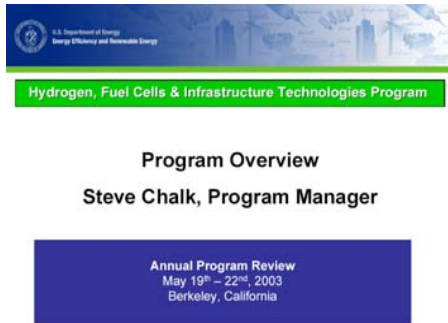 U.S. Department of Energy
Energy Efficiency and Renewable Energy
Hydrogen, Fuel Cells & Infrastructure Technologies Program
Program Overview
Steve Chalk, Program Manager
Annual Program Review
May 19th – 22nd, 2003
Berkeley, California